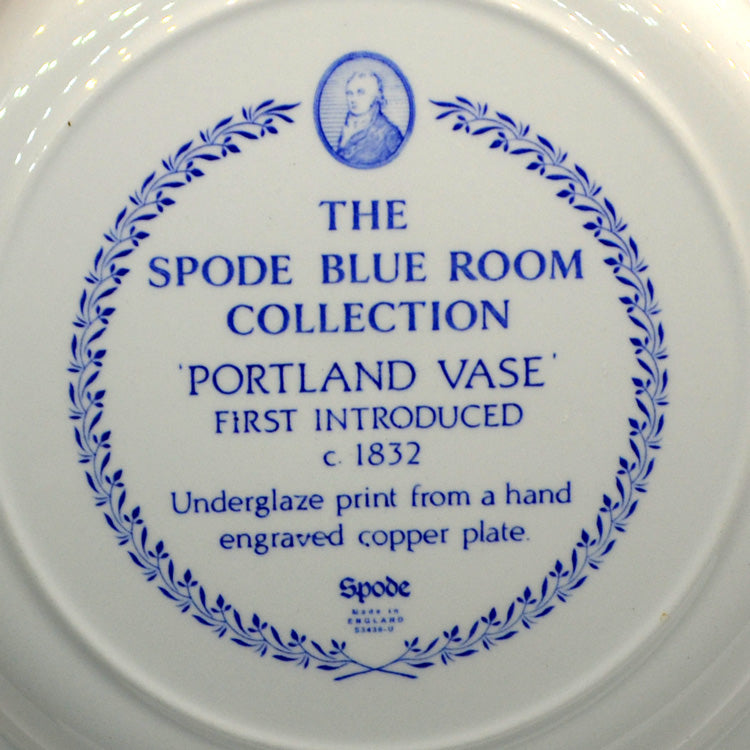 THE
SPODE BLUE ROOM
COLLECTION
'PORTLAND VASE'
FIRST INTRODUCED
c. 1832
Underglaze print from a hand
engraved copper plate.
Spode
Made in
ENGLAND
S3439-U